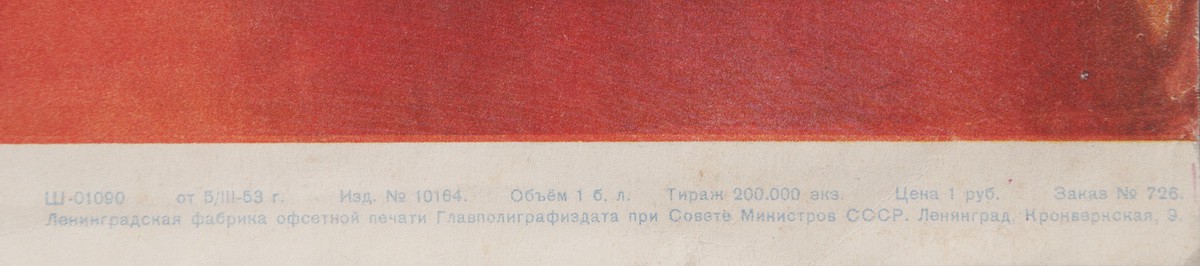 Ш-01090 от 5/III-53 г. Изд. № 10164. Объём 1 б. л. Тираж 200.000 экз. Цена 1 руб. Заказ № 726.
Ленинградская фабрика офсетной печати Главполиграфиздата при Совете Министров СССР. Ленинград, Кронверкская, 9.